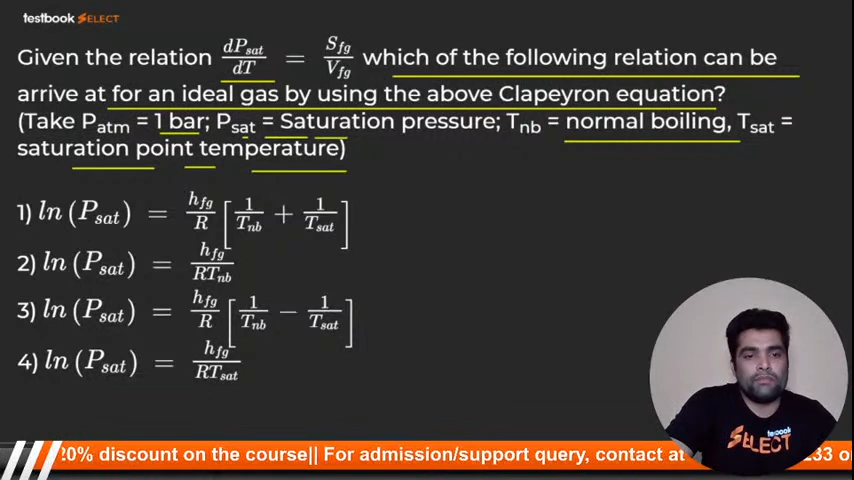 testbook SELECT
Given the relation dP_sat/dT = S_fg/V_fg which of the following relation can be
arrive at for an ideal gas by using the above Clapeyron equation?
(Take P_atm = 1 bar; P_sat = Saturation pressure; T_nb = normal boiling, T_sat =
saturation point temperature)
1) ln (P_sat) = h_fg/R [1/T_nb + 1/T_sat]
2) ln (P_sat) = h_fg/RT_nb
3) ln (P_sat) = h_fg/R [1/T_nb − 1/T_sat]
4) ln (P_sat) = h_fg/RT_sat
testbook
SELECT
20% discount on the course|| For admission/support query, contact at